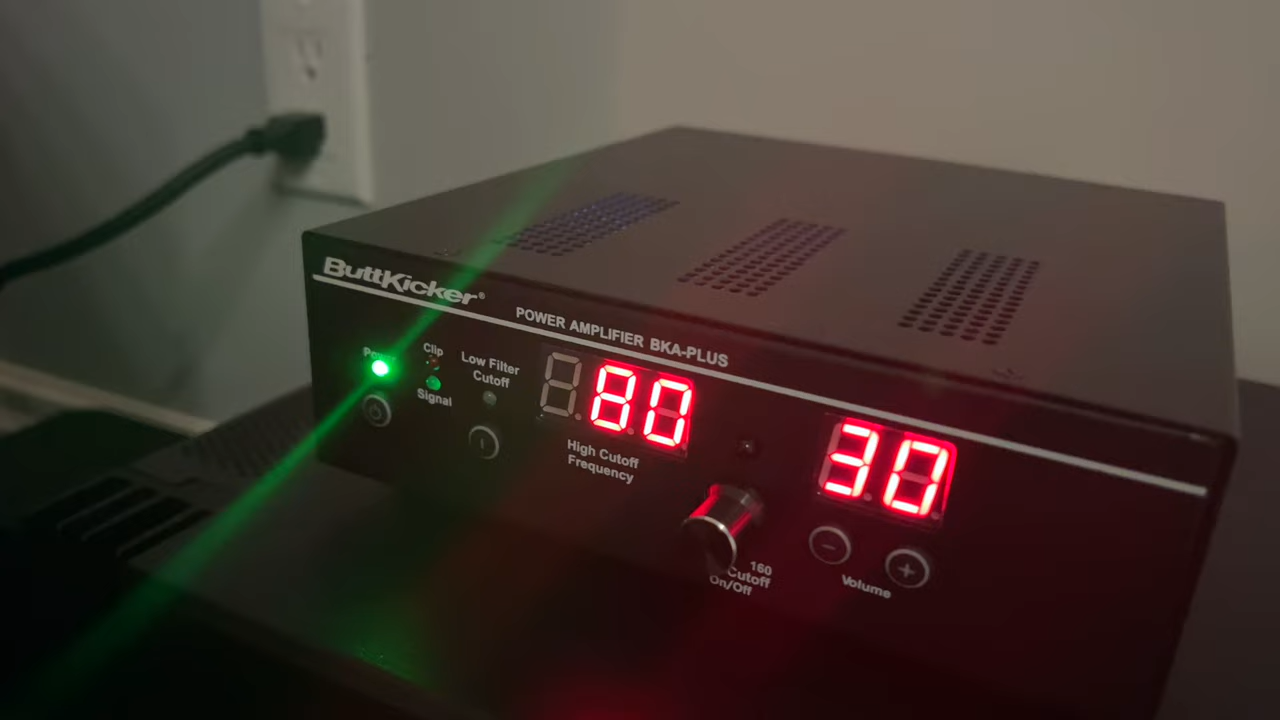 ButtKicker®
POWER AMPLIFIER BKA-PLUS
Power
Clip
Signal
Low Filter
Cutoff
80
High Cutoff
Frequency
160
Cutoff
On/Off
30
-
+
Volume